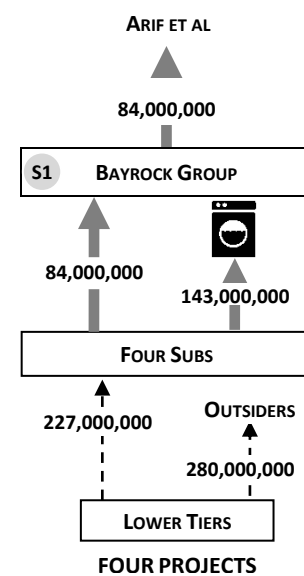 ARIF ET AL
84,000,000
S1 BAYROCK GROUP
84,000,000
143,000,000
FOUR SUBS
OUTSIDERS
227,000,000
280,000,000
LOWER TIERS
FOUR PROJECTS